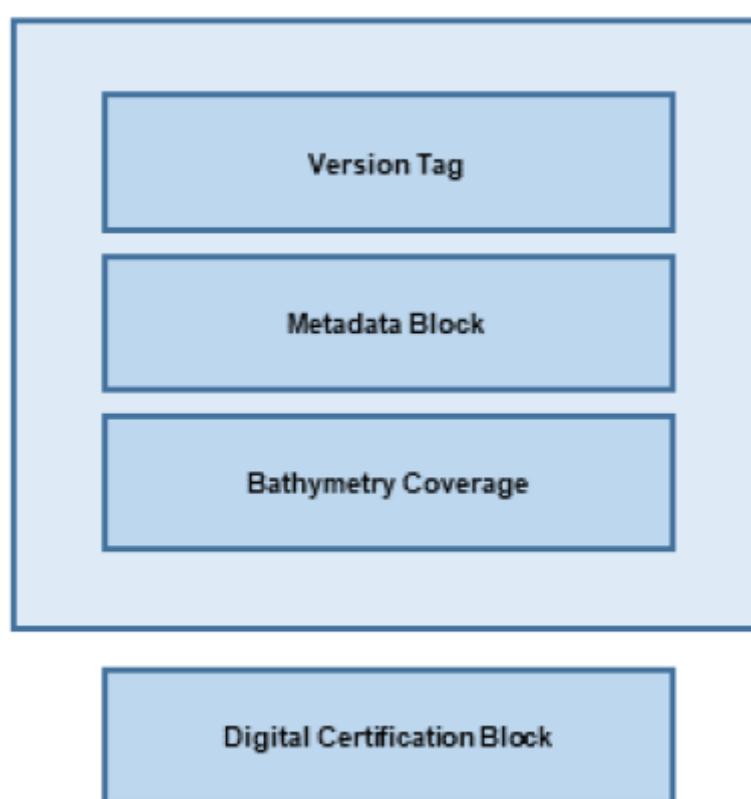 Version Tag
Metadata Block
Bathymetry Coverage
Digital Certification Block